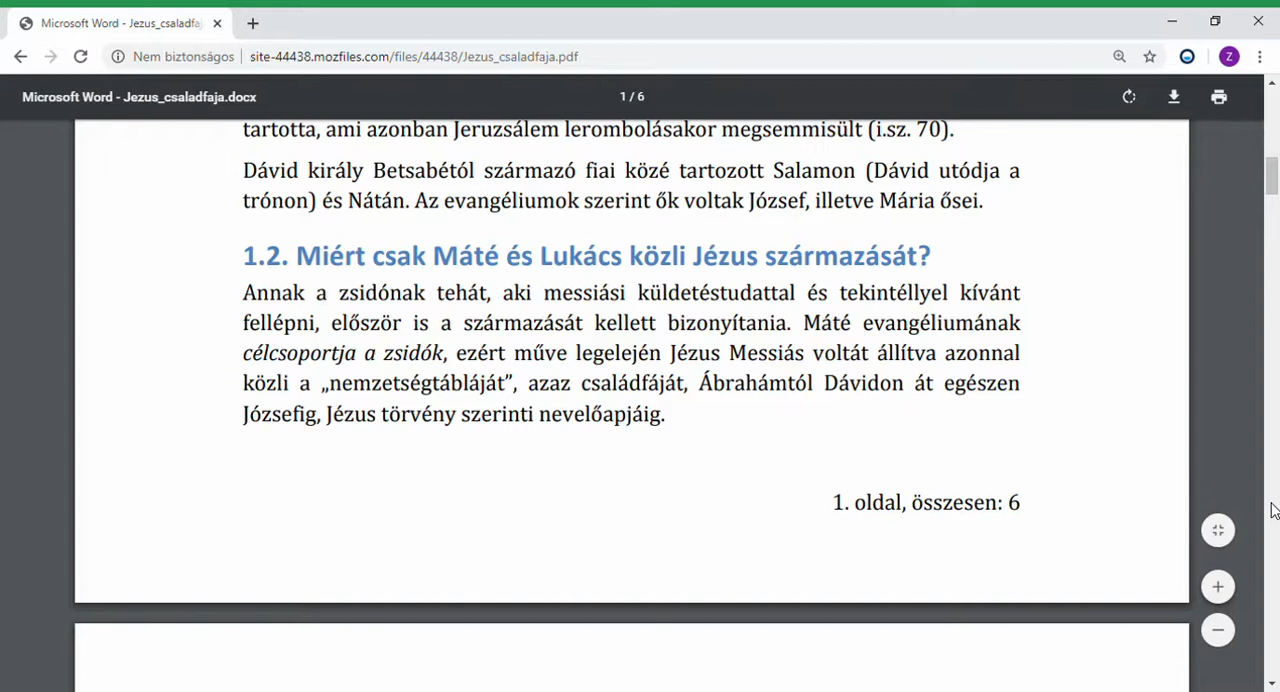 Microsoft Word - Jezus_csaladfaj
Nem biztonságos
site-44438.mozfiles.com/files/44438/Jezus_csaladfaja.pdf
Z
Microsoft Word - Jezus_csaladfaja.docx
1 / 6
tartotta, ami azonban Jeruzsálem lerombolásakor megsemmisült (i.sz. 70).
Dávid király Betsabétól származó fiai közé tartozott Salamon (Dávid utódja a
trónon) és Nátán. Az evangéliumok szerint ők voltak József, illetve Mária ősei.
1.2. Miért csak Máté és Lukács közli Jézus származását?
Annak a zsidónak tehát, aki messiási küldetéstudattal és tekintéllyel kívánt
fellépni, először is a származását kellett bizonyítania. Máté evangéliumának
célcsoportja a zsidók, ezért műve legelején Jézus Messiás voltát állítva azonnal
közli a „nemzetségtábláját”, azaz családfáját, Ábrahámtól Dávidon át egészen
Józsefig, Jézus törvény szerinti nevelőapjáig.
1. oldal, összesen: 6